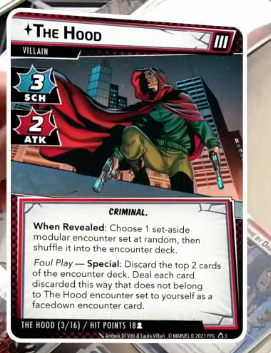 THE HOOD
III
VILLAIN
3
SCH
2
ATK
CRIMINAL.
When Revealed: Choose 1 set-aside
modular encounter set at random, then
shuffle it into the encounter deck.
Foul Play — Special: Discard the top 2 cards
of the encounter deck. Deal each card
discarded this way that does not belong
to The Hood encounter set to yourself as a
facedown encounter card.
THE HOOD (3/16) / HIT POINTS 18
© MARVEL © 2021 FFG